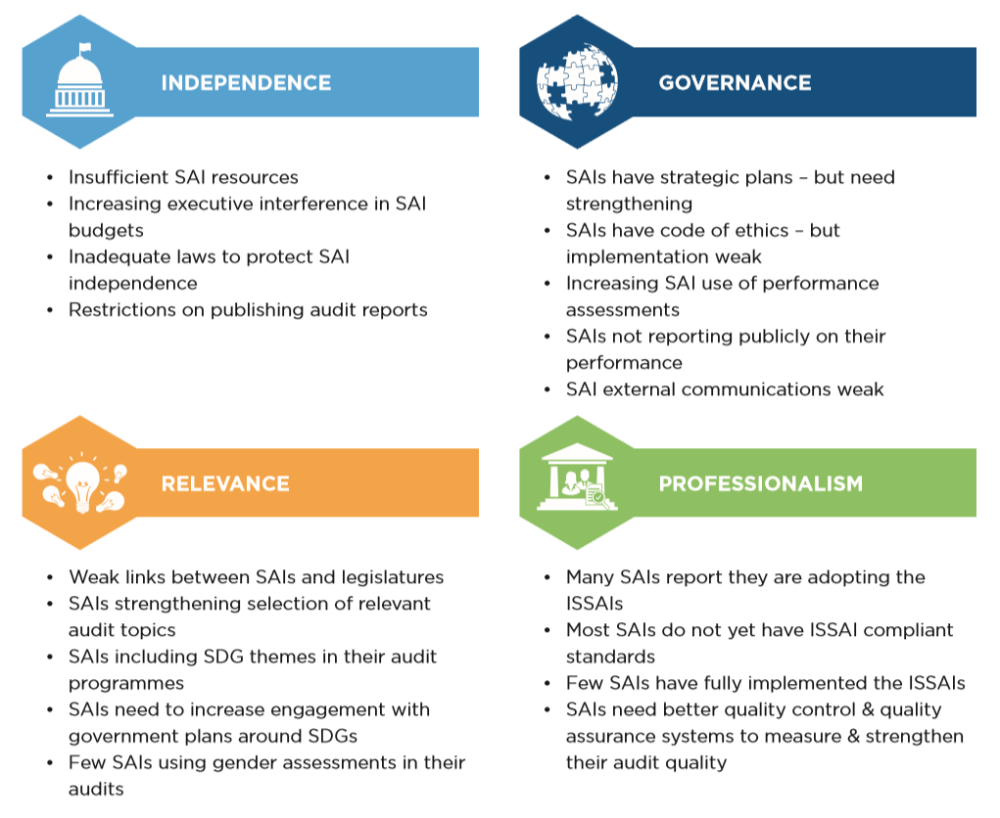 INDEPENDENCE
• Insufficient SAI resources
• Increasing executive interference in SAI
budgets
• Inadequate laws to protect SAI
independence
• Restrictions on publishing audit reports
GOVERNANCE
• SAIs have strategic plans – but need
strengthening
• SAIs have code of ethics – but
implementation weak
• Increasing SAI use of performance
assessments
• SAIs not reporting publicly on their
performance
• SAI external communications weak
RELEVANCE
• Weak links between SAIs and legislatures
• SAIs strengthening selection of relevant
audit topics
• SAIs including SDG themes in their audit
programmes
• SAIs need to increase engagement with
government plans around SDGs
• Few SAIs using gender assessments in their
audits
PROFESSIONALISM
• Many SAIs report they are adopting the
ISSAIs
• Most SAIs do not yet have ISSAI compliant
standards
• Few SAIs have fully implemented the ISSAIs
• SAIs need better quality control & quality
assurance systems to measure & strengthen
their audit quality